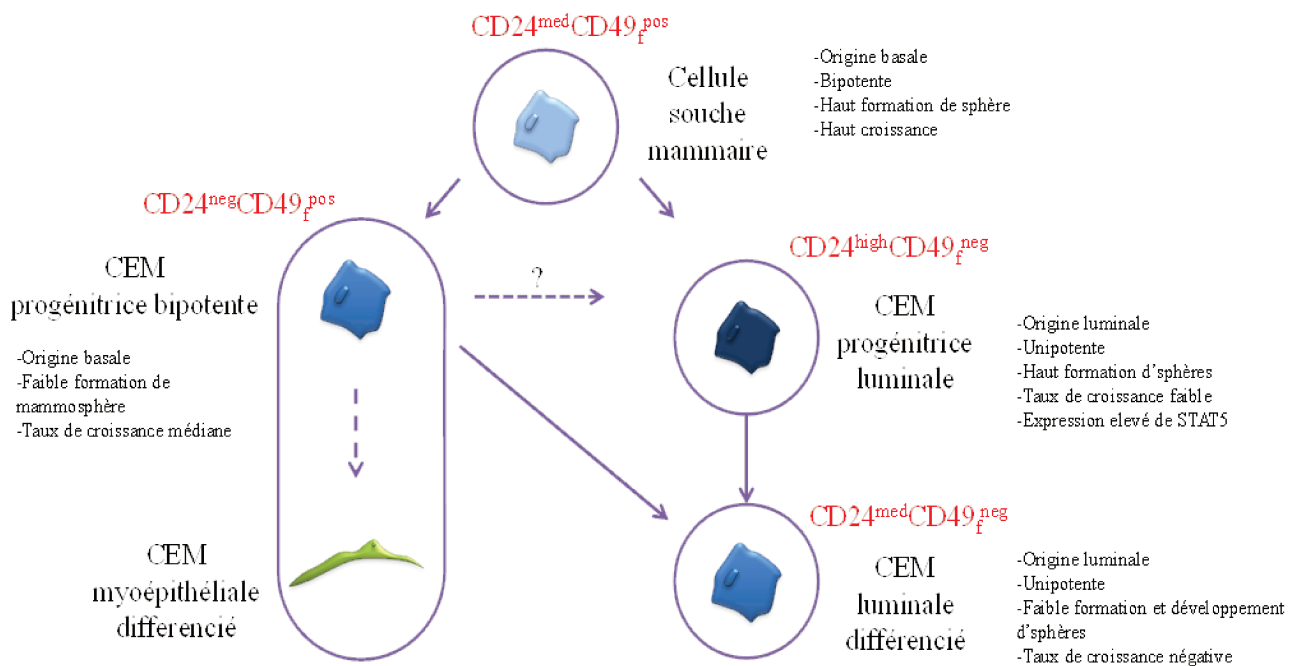 CD24medCD49fpos
Cellule
souche
mammaire
-Origine basale
-Bipotente
-Haut formation de sphère
-Haut croissance
CD24negCD49fpos
CEM
progénitrice bipotente
-Origine basale
-Faible formation de
mammosphère
-Taux de croissance médiane
?
CD24highCD49fneg
CEM
progénitrice
luminale
-Origine luminale
-Unipotente
-Haut formation d'sphères
-Taux de croissance faible
-Expression elevé de STAT5
CEM
myoépithéliale
differencié
CD24medCD49fneg
CEM
luminale
différencié
-Origine luminale
-Unipotente
-Faible formation et développement
d'sphères
-Taux de croissance négative